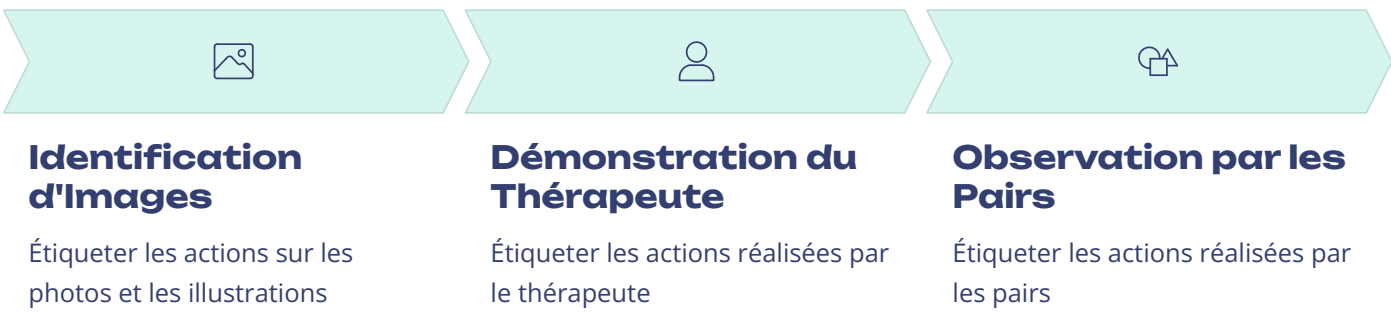 Identification
d'Images
Étiqueter les actions sur les
photos et les illustrations
Démonstration du
Thérapeute
Étiqueter les actions réalisées par
le thérapeute
Observation par les
Pairs
Étiqueter les actions réalisées par
les pairs